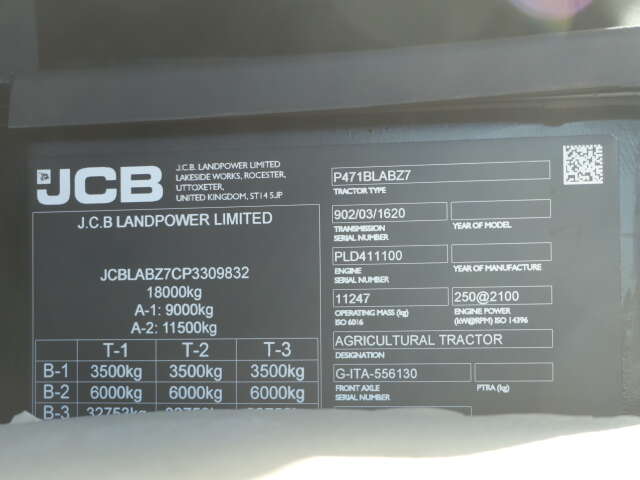 JCB
J.C.B. LANDPOWER LIMITED
LAKESIDE WORKS, ROCESTER,
UTTOXETER,
UNITED KINGDOM, ST14 5JP
J.C.B LANDPOWER LIMITED
JCBLABZ7CP3309832
18000kg
A-1: 9000kg
A-2: 11500kg
T-1 T-2 T-3
B-1 3500kg 3500kg 3500kg
B-2 6000kg 6000kg 6000kg
B-3 32753kg
P471BLABZ7
TRACTOR TYPE
902/03/1620
TRANSMISSION
SERIAL NUMBER
YEAR OF MODEL
PLD411100
ENGINE
SERIAL NUMBER
YEAR OF MANUFACTURE
11247 250@2100
OPERATING MASS (kg)
ISO 6016
ENGINE POWER
(kW@RPM) ISO 14396
AGRICULTURAL TRACTOR
DESIGNATION
G-ITA-556130
FRONT AXLE
SERIAL NUMBER
PTRA (kg)